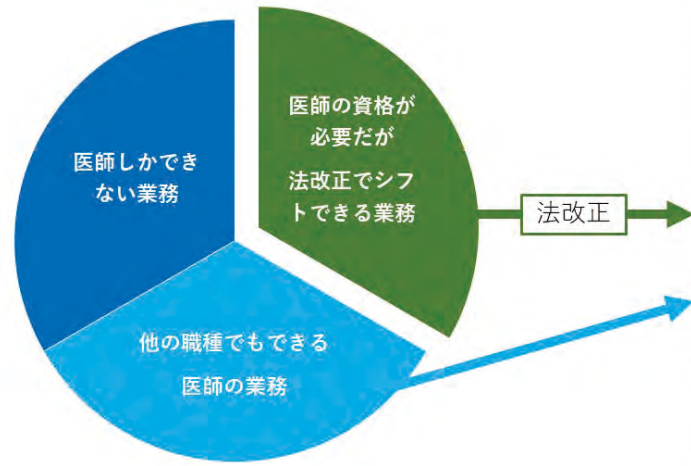 医師しかでき
ない業務
医師の資格が
必要だが
法改正でシフ
トできる業務
法改正
他の職種でもできる
医師の業務